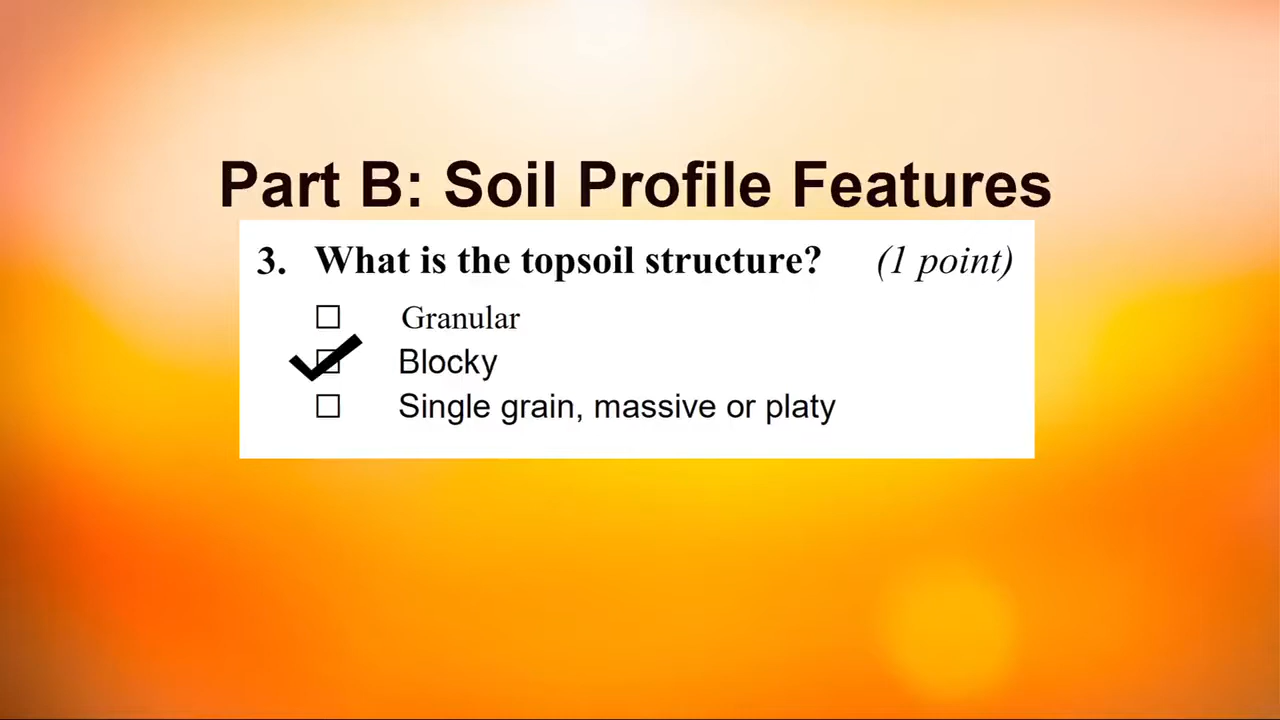 Part B: Soil Profile Features
3. What is the topsoil structure? (1 point)
Granular
Blocky
Single grain, massive or platy